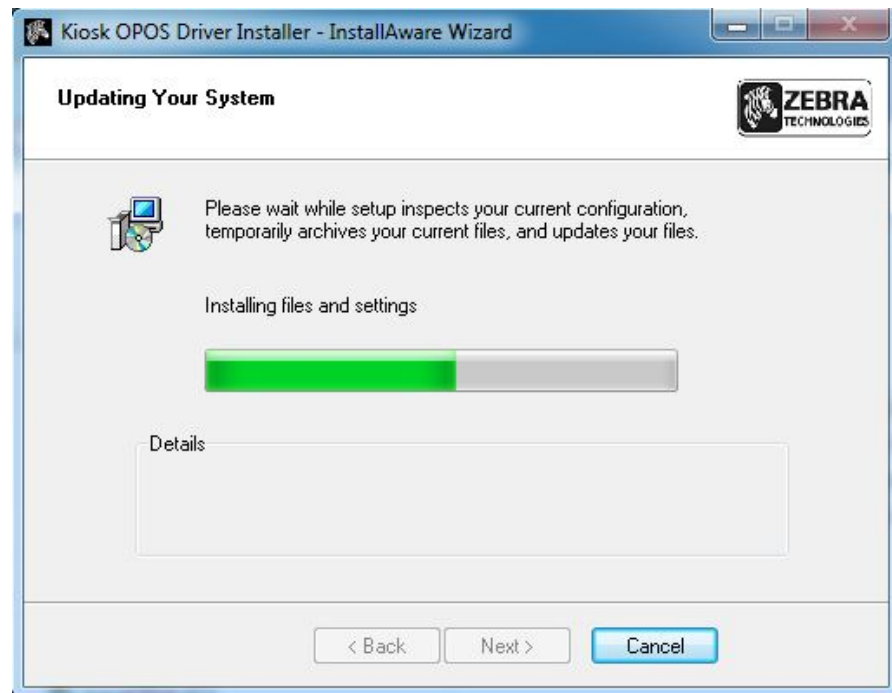 Kiosk OPOS Driver Installer - InstallAware Wizard
Updating Your System
ZEBRA
TECHNOLOGIES
Please wait while setup inspects your current configuration,
temporarily archives your current files, and updates your files.
Installing files and settings
Details
< Back
Next >
Cancel